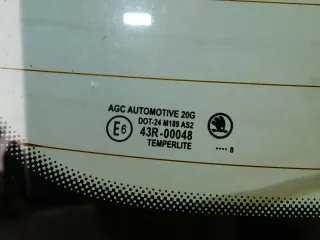 AGC AUTOMOTIVE 20G
DOT-24 M189 AS2
E6 43R-00048
TEMPERLITE
.... 8